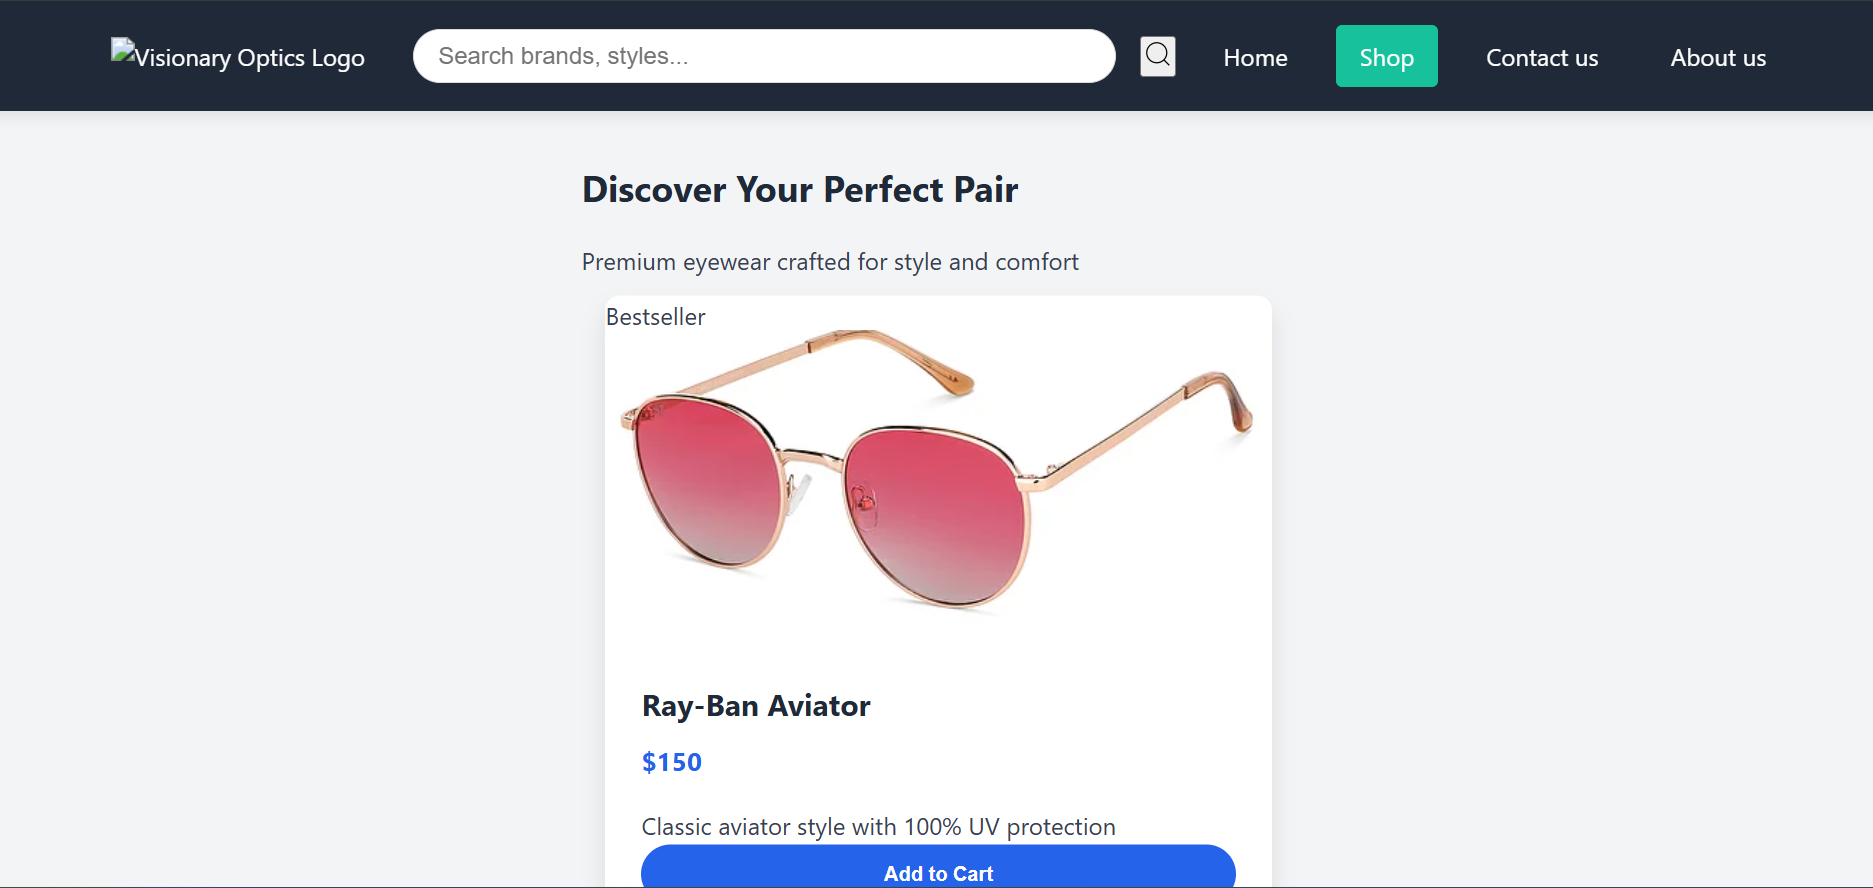 Visionary Optics Logo
Search brands, styles...
Home
Shop
Contact us
About us
Discover Your Perfect Pair
Premium eyewear crafted for style and comfort
Bestseller
Ray-Ban Aviator
$150
Classic aviator style with 100% UV protection
Add to Cart